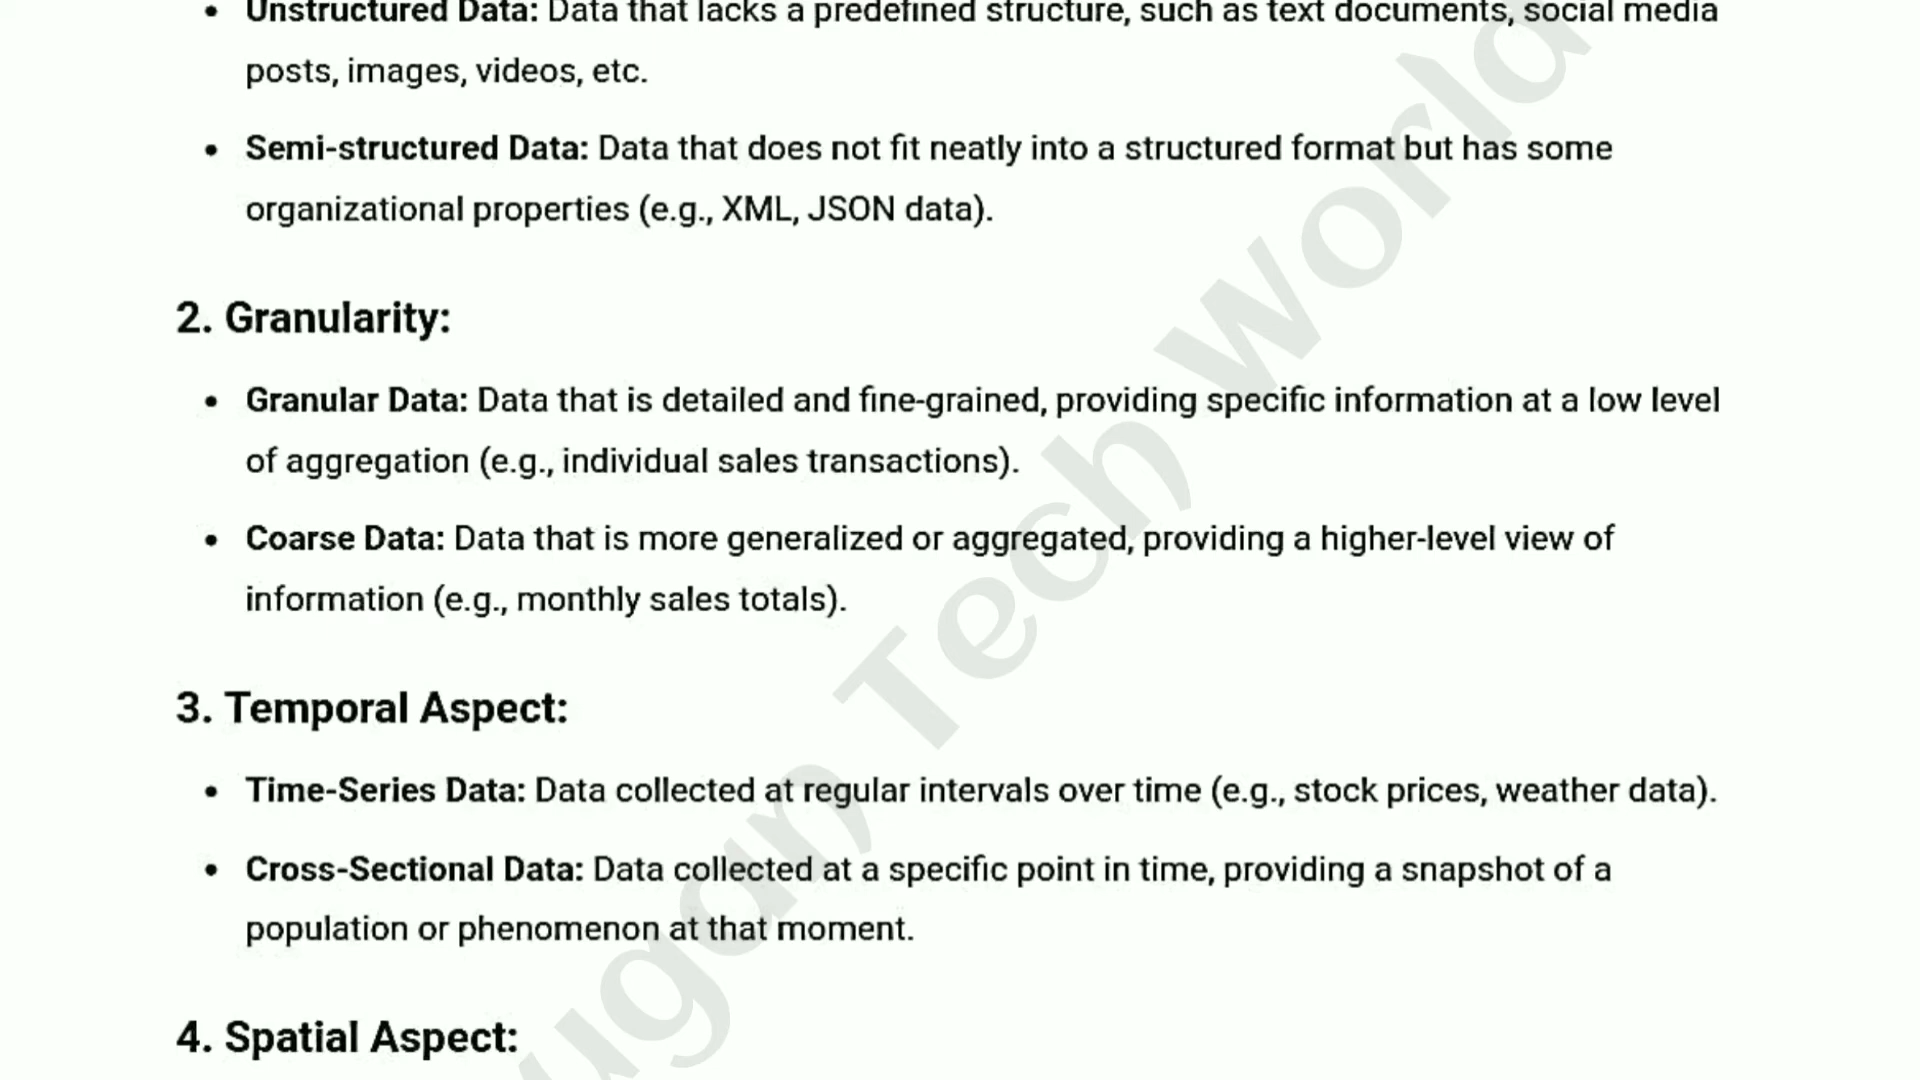 • Unstructured Data: Data that lacks a predefined structure, such as text documents, social media
posts, images, videos, etc.
• Semi-structured Data: Data that does not fit neatly into a structured format but has some
organizational properties (e.g., XML, JSON data).
2. Granularity:
• Granular Data: Data that is detailed and fine-grained, providing specific information at a low level
of aggregation (e.g., individual sales transactions).
• Coarse Data: Data that is more generalized or aggregated, providing a higher-level view of
information (e.g., monthly sales totals).
3. Temporal Aspect:
• Time-Series Data: Data collected at regular intervals over time (e.g., stock prices, weather data).
• Cross-Sectional Data: Data collected at a specific point in time, providing a snapshot of a
population or phenomenon at that moment.
4. Spatial Aspect:
ugan Tech World